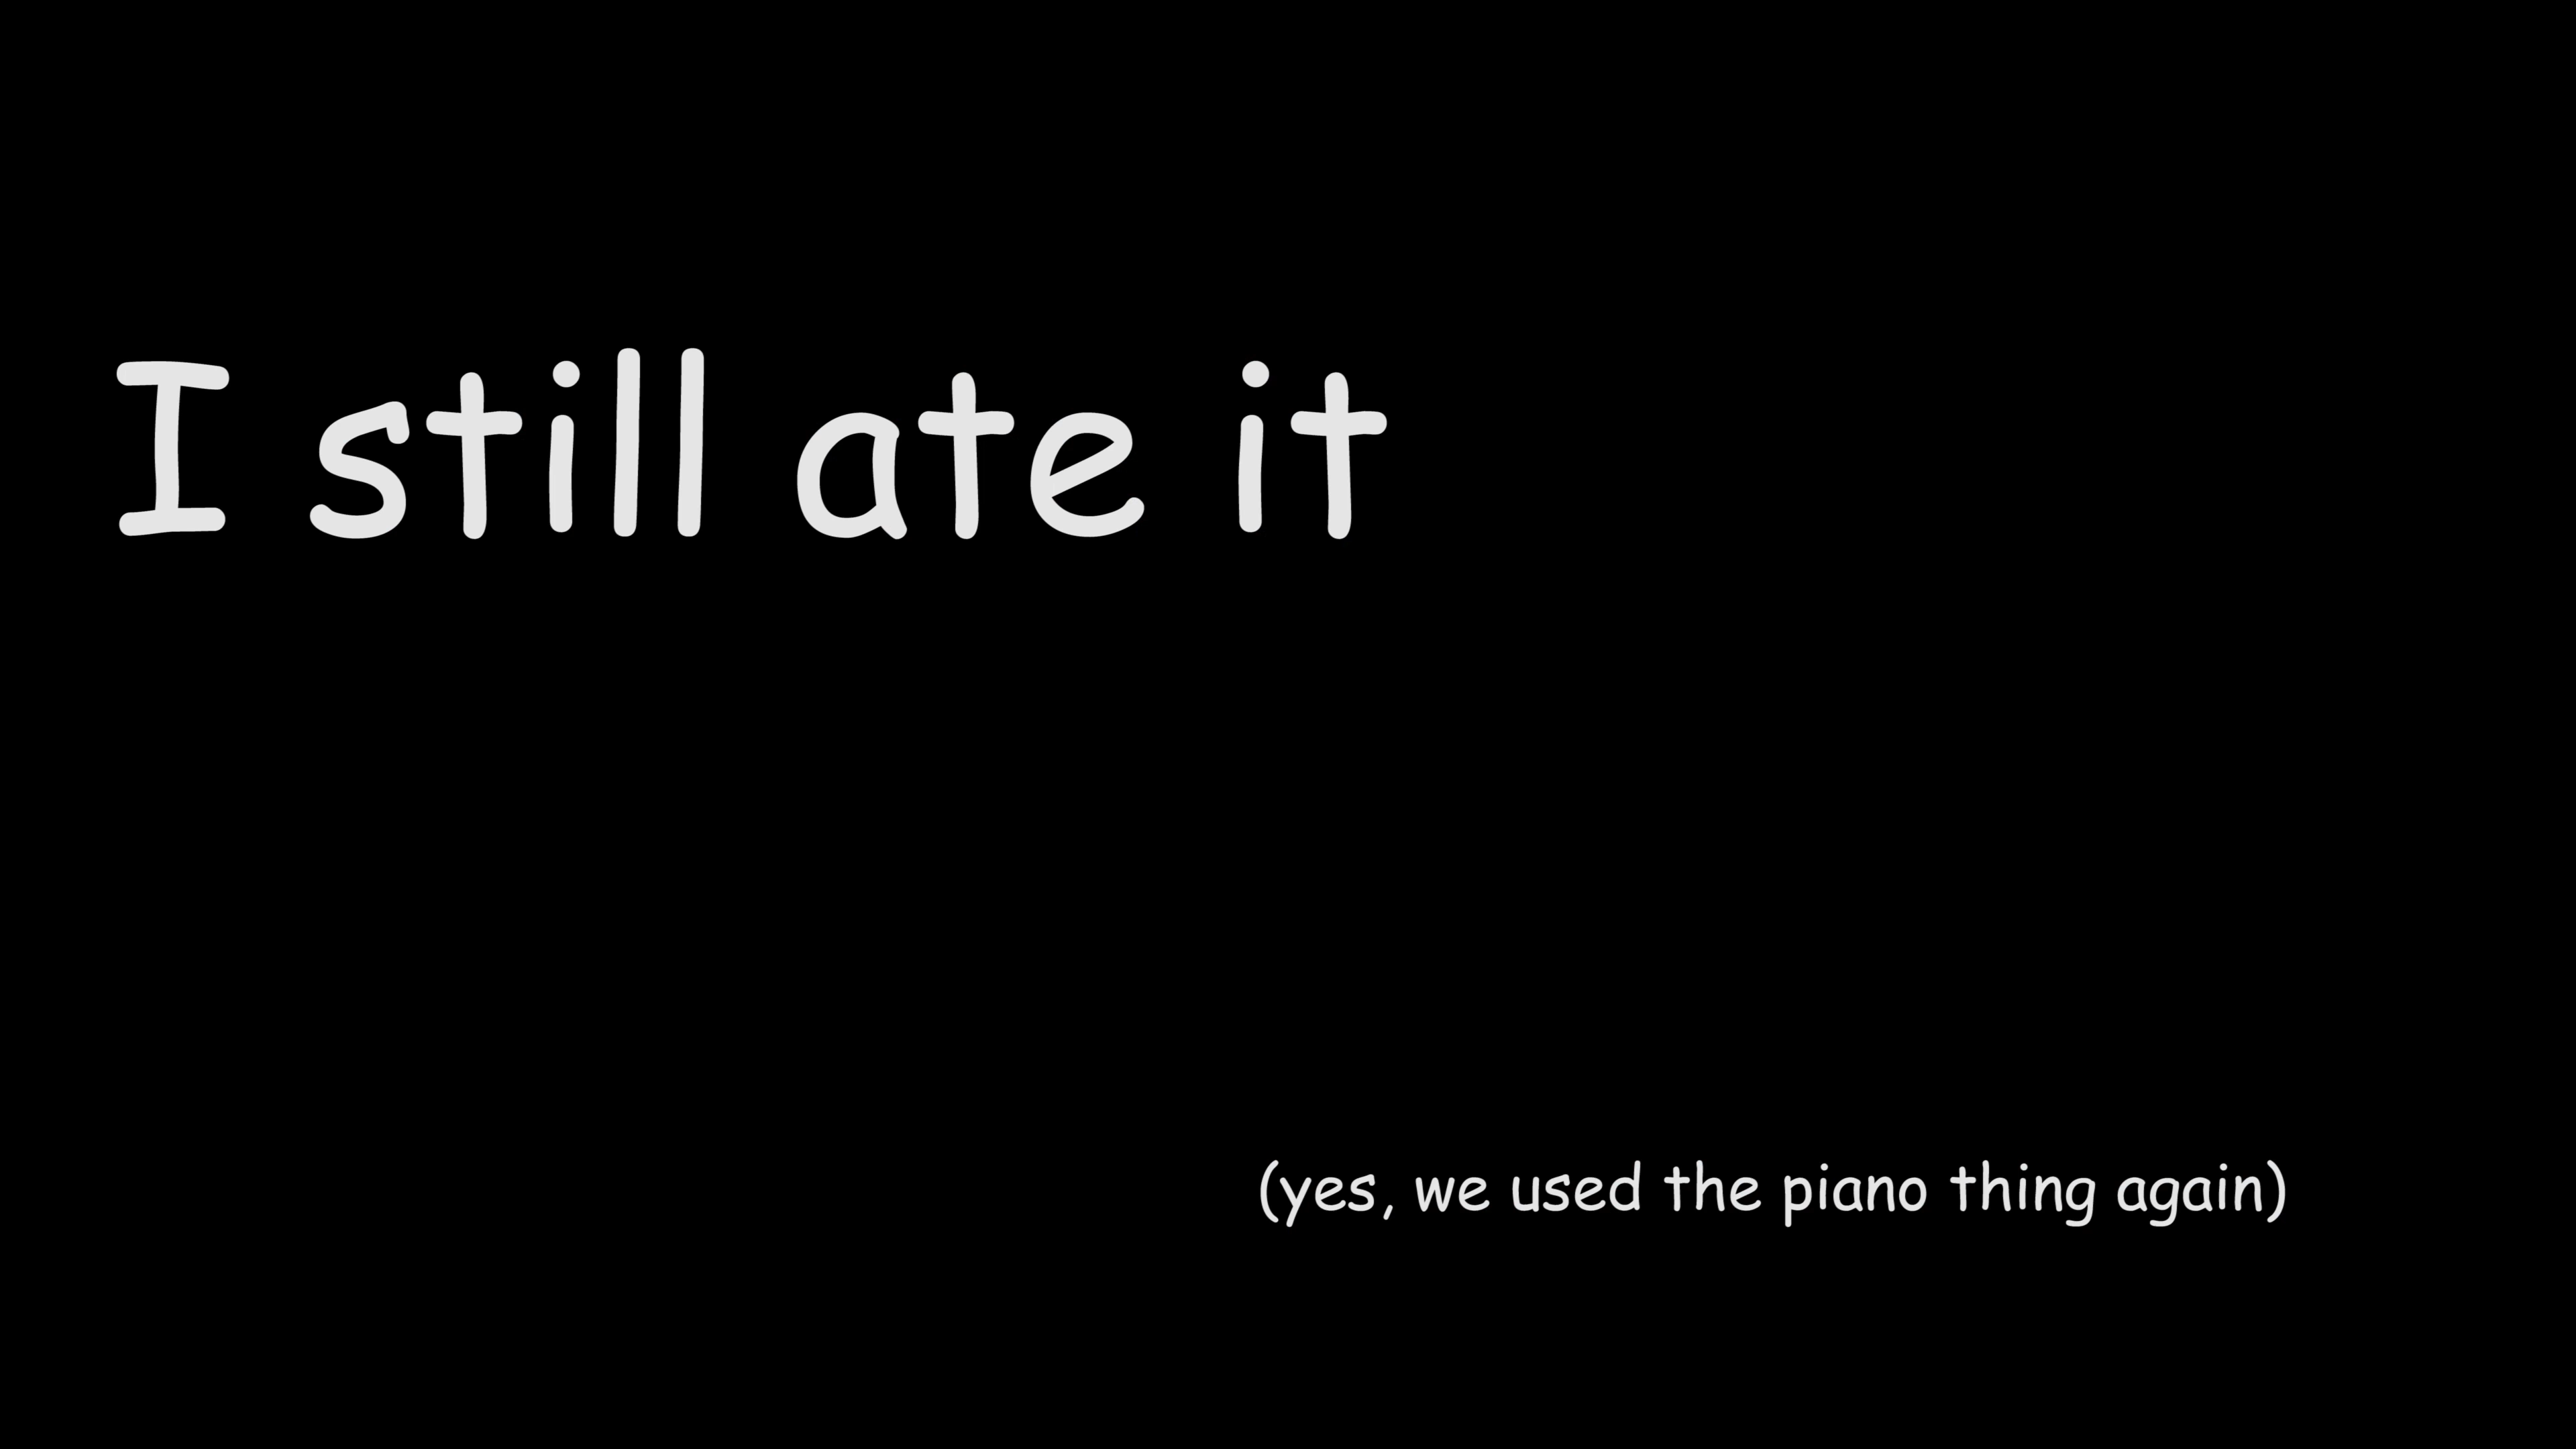 I still ate it
(yes, we used the piano thing again)